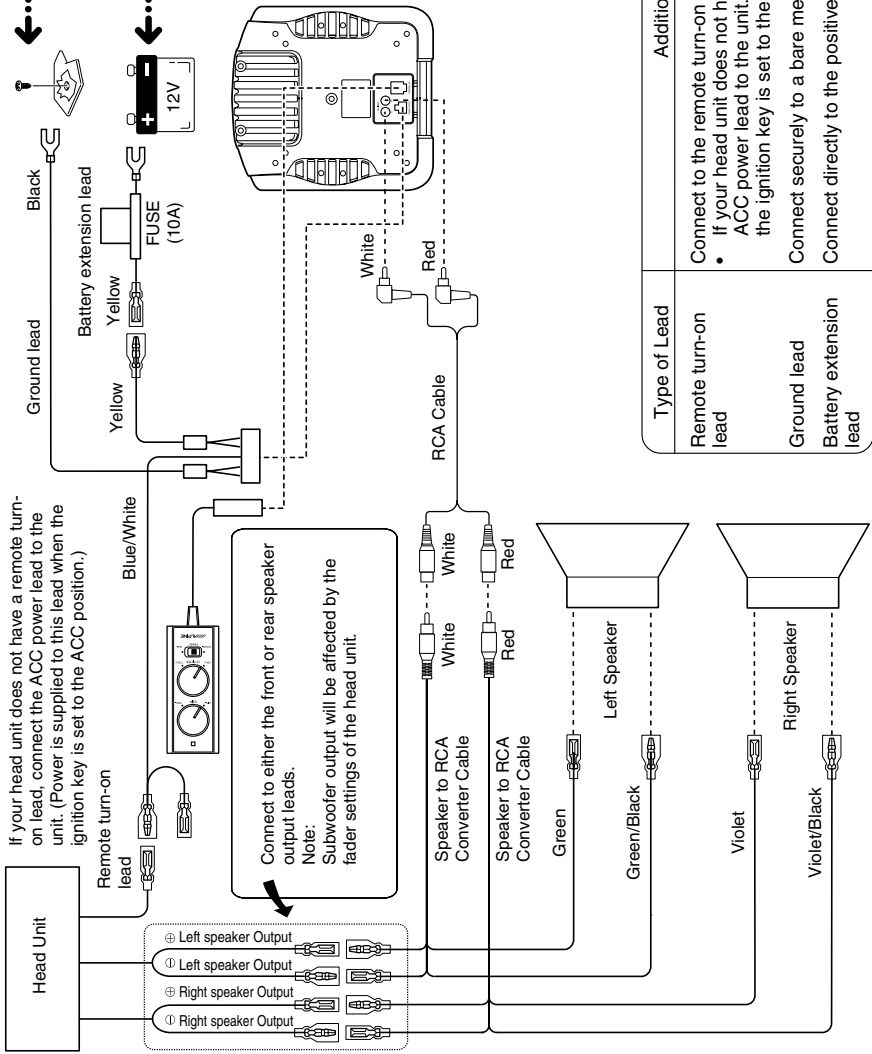 Head Unit
If your head unit does not have a remote turn-
on lead, connect the ACC power lead to the
unit. (Power is supplied to this lead when the
ignition key is set to the ACC position.)
Remote turn-on
lead
Blue/White
Ground lead
Black
Yellow
Battery extension lead
Yellow
FUSE
(10A)
+
−
12V
⊕ Left speaker Output
⊖ Left speaker Output
⊕ Right speaker Output
⊖ Right speaker Output
Connect to either the front or rear speaker
output leads.
Note:
Subwoofer output will be affected by the
fader settings of the head unit.
Speaker to RCA
Converter Cable
Speaker to RCA
Converter Cable
White
Red
White
Red
RCA Cable
White
Red
Green
Green/Black
Left Speaker
Violet
Violet/Black
Right Speaker
Type of Lead
Additio
Remote turn-on
lead
Connect to the remote turn-on
• If your head unit does not h
ACC power lead to the unit.
the ignition key is set to the
Ground lead
Connect securely to a bare me
Battery extension
lead
Connect directly to the positive